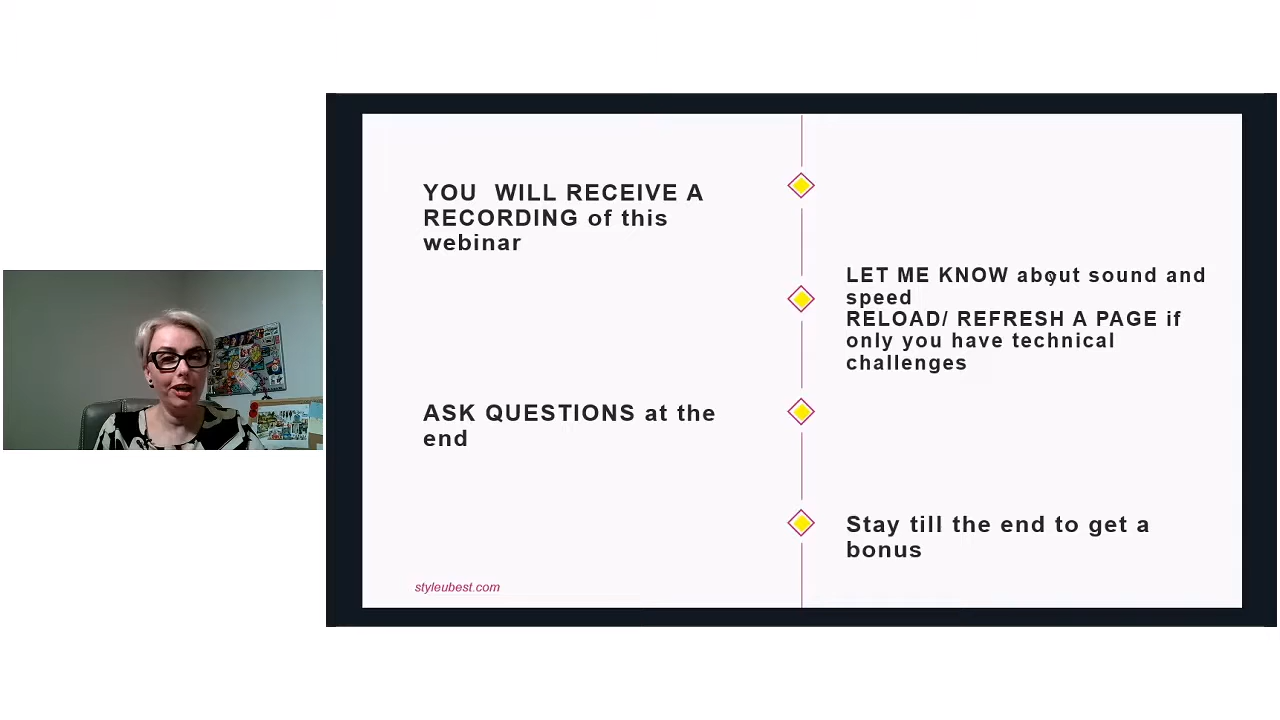 YOU WILL RECEIVE A
RECORDING of this
webinar
LET ME KNOW about sound and
speed
RELOAD/ REFRESH A PAGE if
only you have technical
challenges
ASK QUESTIONS at the
end
Stay till the end to get a
bonus
styleubest.com